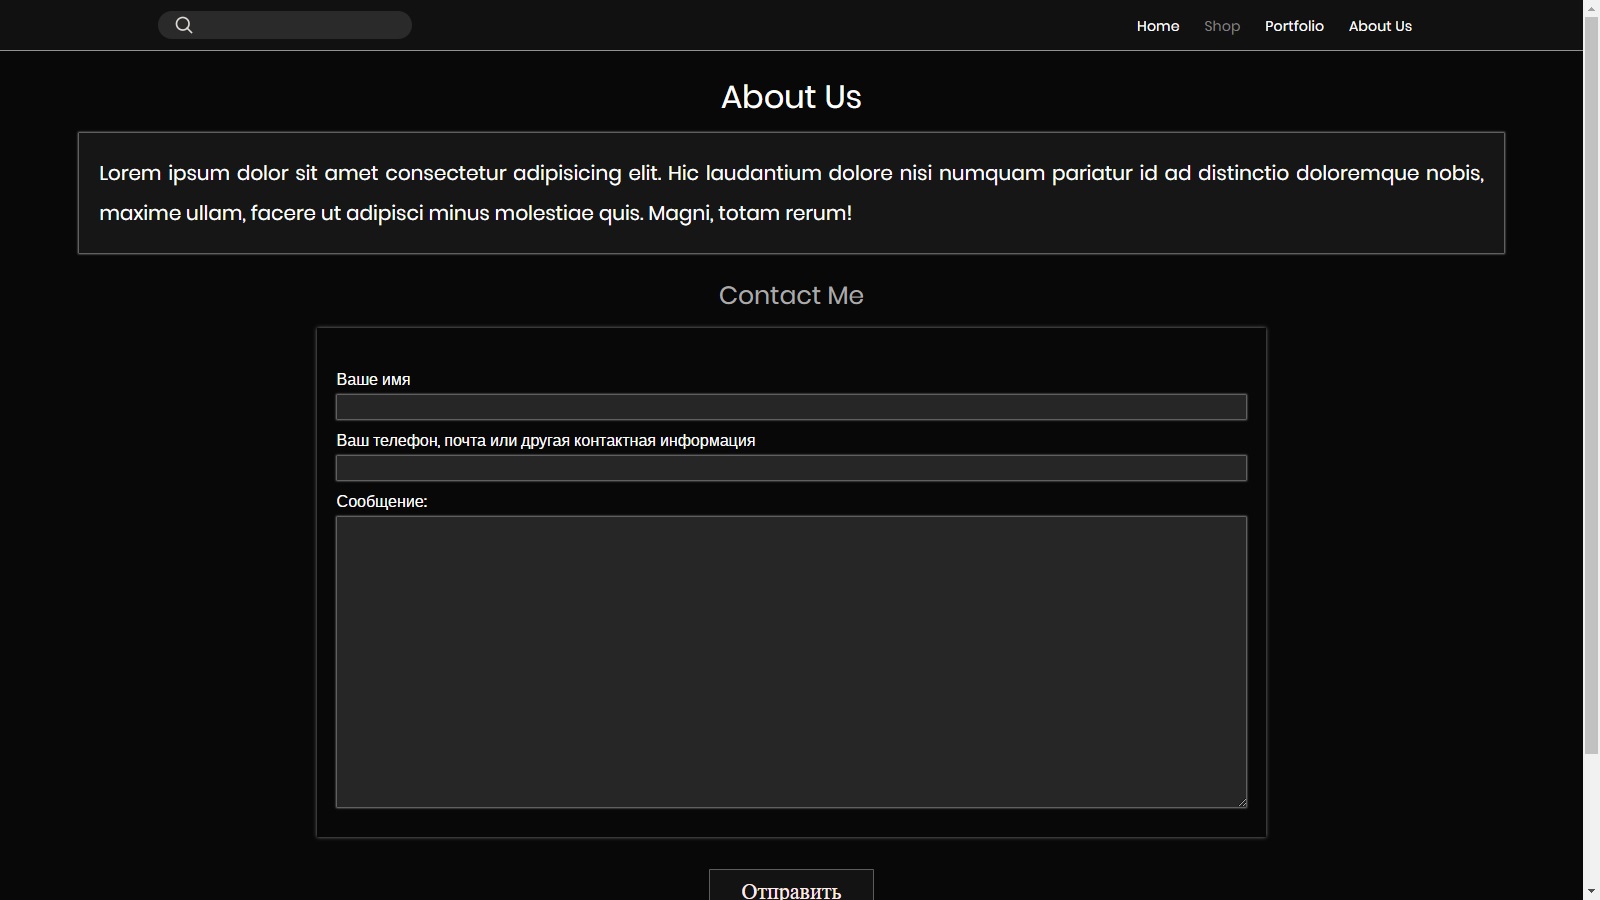 Home Shop Portfolio About Us
About Us
Lorem ipsum dolor sit amet consectetur adipisicing elit. Hic laudantium dolore nisi numquam pariatur id ad distinctio doloremque nobis,
maxime ullam, facere ut adipisci minus molestiae quis. Magni, totam rerum!
Contact Me
Ваше имя
Ваш телефон, почта или другая контактная информация
Сообщение:
Отправить